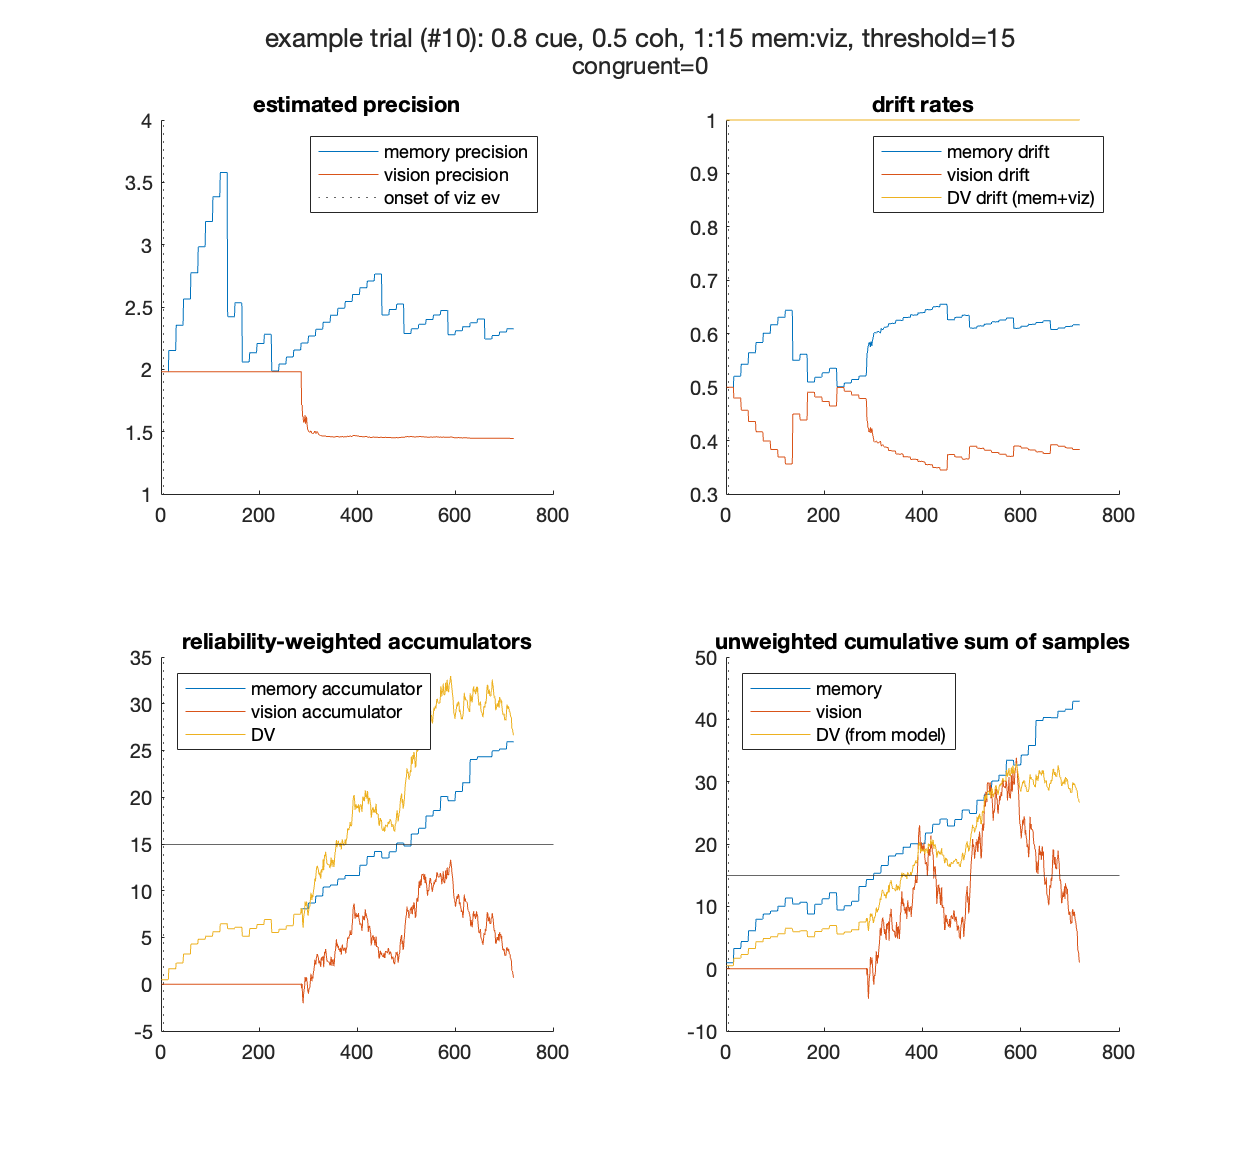 example trial (#10): 0.8 cue, 0.5 coh, 1:15 mem:viz, threshold=15
congruent=0
estimated precision
4
3.5
3
2.5
2
1.5
1
0
200
400
600
800
memory precision
vision precision
onset of viz ev
drift rates
1
0.9
0.8
0.7
0.6
0.5
0.4
0.3
0
200
400
600
800
memory drift
vision drift
DV drift (mem+viz)
reliability-weighted accumulators
35
30
25
20
15
10
5
0
-5
0
200
400
600
800
memory accumulator
vision accumulator
DV
unweighted cumulative sum of samples
50
40
30
20
10
0
-10
0
200
400
600
800
memory
vision
DV (from model)